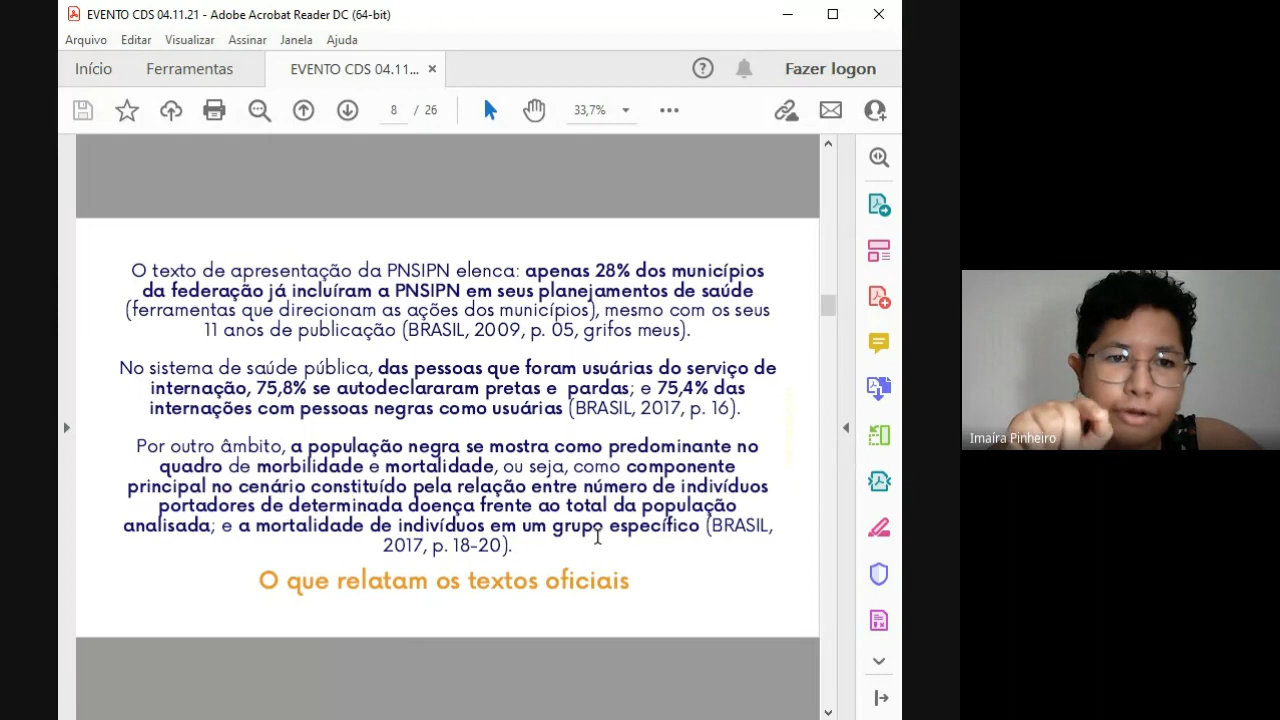 EVENTO CDS 04.11.21 - Adobe Acrobat Reader DC (64-bit)
Arquivo Editar Visualizar Assinar Janela Ajuda
Início Ferramentas EVENTO CDS 04.11... Fazer logon
8 / 26 33,7%
O texto de apresentação da PNSIPN elenca: apenas 28% dos municípios
da federação já incluíram a PNSIPN em seus planejamentos de saúde
(ferramentas que direcionam as ações dos municípios), mesmo com os seus
11 anos de publicação (BRASIL, 2009, p. 05, grifos meus).
No sistema de saúde pública, das pessoas que foram usuárias do serviço de
internação, 75,8% se autodeclararam pretas e pardas; e 75,4% das
internações com pessoas negras como usuárias (BRASIL, 2017, p. 16).
Por outro âmbito, a população negra se mostra como predominante no
quadro de morbilidade e mortalidade, ou seja, como componente
principal no cenário constituído pela relação entre número de indivíduos
portadores de determinada doença frente ao total da população
analisada; e a mortalidade de indivíduos em um grupo específico (BRASIL,
2017, p. 18-20).
O que relatam os textos oficiais
Imaíra Pinheiro